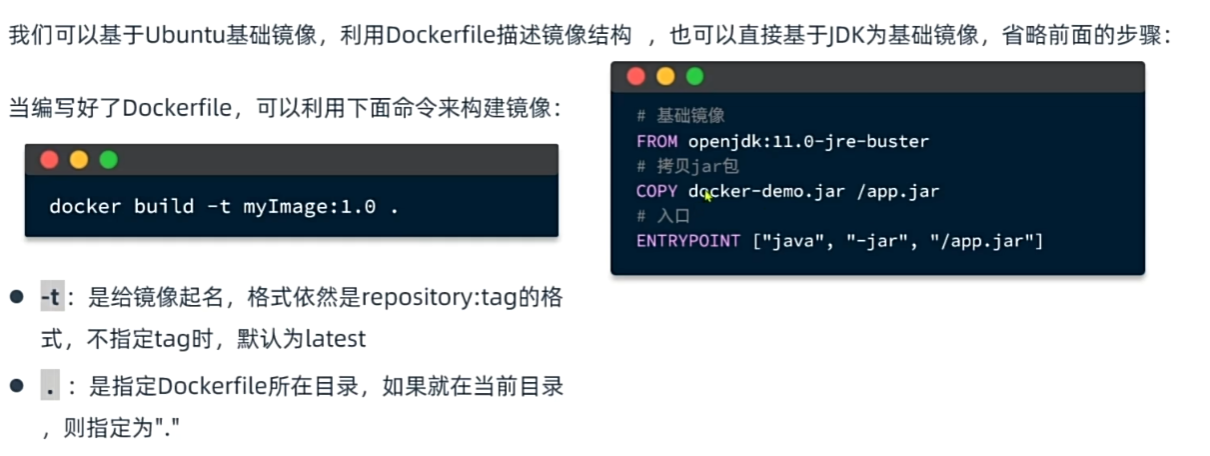 我们可以基于Ubuntu基础镜像，利用Dockerfile描述镜像结构 ，也可以直接基于JDK为基础镜像，省略前面的步骤：
当编写好了Dockerfile，可以利用下面命令来构建镜像：
docker build -t myImage:1.0 .
-t：是给镜像起名，格式依然是repository:tag的格
式，不指定tag时，默认为latest
. ：是指定Dockerfile所在目录，如果就在当前目录
，则指定为"."
# 基础镜像
FROM openjdk:11.0-jre-buster
# 拷贝jar包
COPY docker-demo.jar /app.jar
# 入口
ENTRYPOINT ["java", "-jar", "/app.jar"]